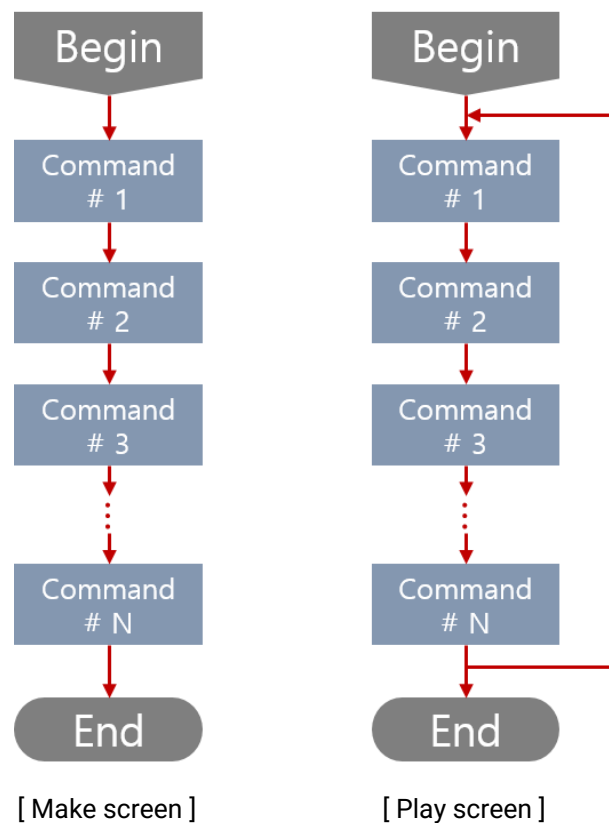 Begin
Command
# 1
Command
# 2
Command
# 3
Command
# N
End
[ Make screen ]
Begin
Command
# 1
Command
# 2
Command
# 3
Command
# N
End
[ Play screen ]